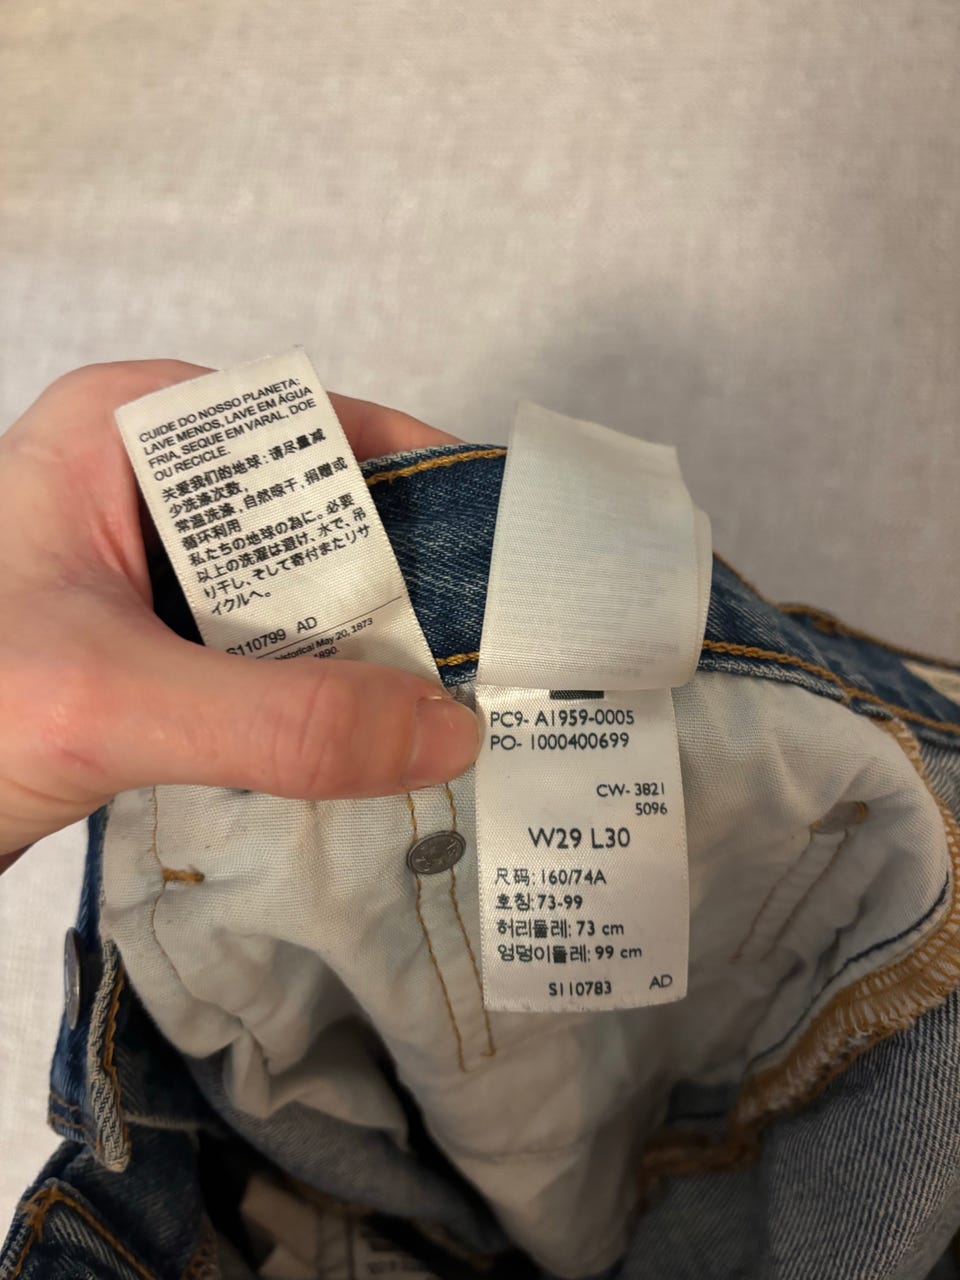 CUIDE DO NOSSO PLANETA:
LAVE MENOS, LAVE EM ÁGUA
FRIA, SEQUE EM VARAL, DOE
OU RECICLE.
关爱我们的地球：请尽量减
少洗涤次数，
常温洗涤，自然晾干，捐赠或
循环利用
私たちの地球の為に。必要
以上の洗濯は避け、水で、吊
り干し、そして寄付またリサ
イクルへ。
S110799 AD
historical May 20, 1873
1890.
PC9- A1959-0005
PO- 1000400699
CW- 3821
5096
W29 L30
尺码: 160/74A
호칭: 73-99
허리둘레: 73 cm
엉덩이둘레: 99 cm
S110783 AD